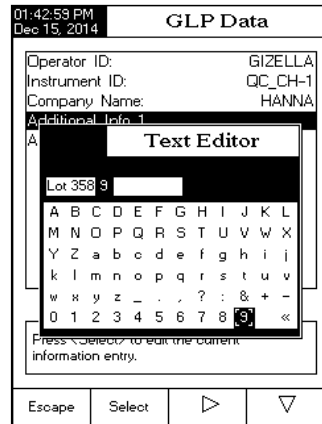 01:42:59 PM
Dec 15, 2014
GLP Data
Operator ID: GIZELLA
Instrument ID: QC_CH-1
Company Name: HANNA
Additional Info 1
A
Text Editor
Lot 358 9
A B C D E F G H I J K L
M N O P Q R S T U V W X
Y Z a b c d e f g h i j
k l m n o p q r s t u v
w x y z _ . , ? : & + -
0 1 2 3 4 5 6 7 8 [9] «
Press <Select> to edit the current
information entry.
Escape
Select
▷
▽